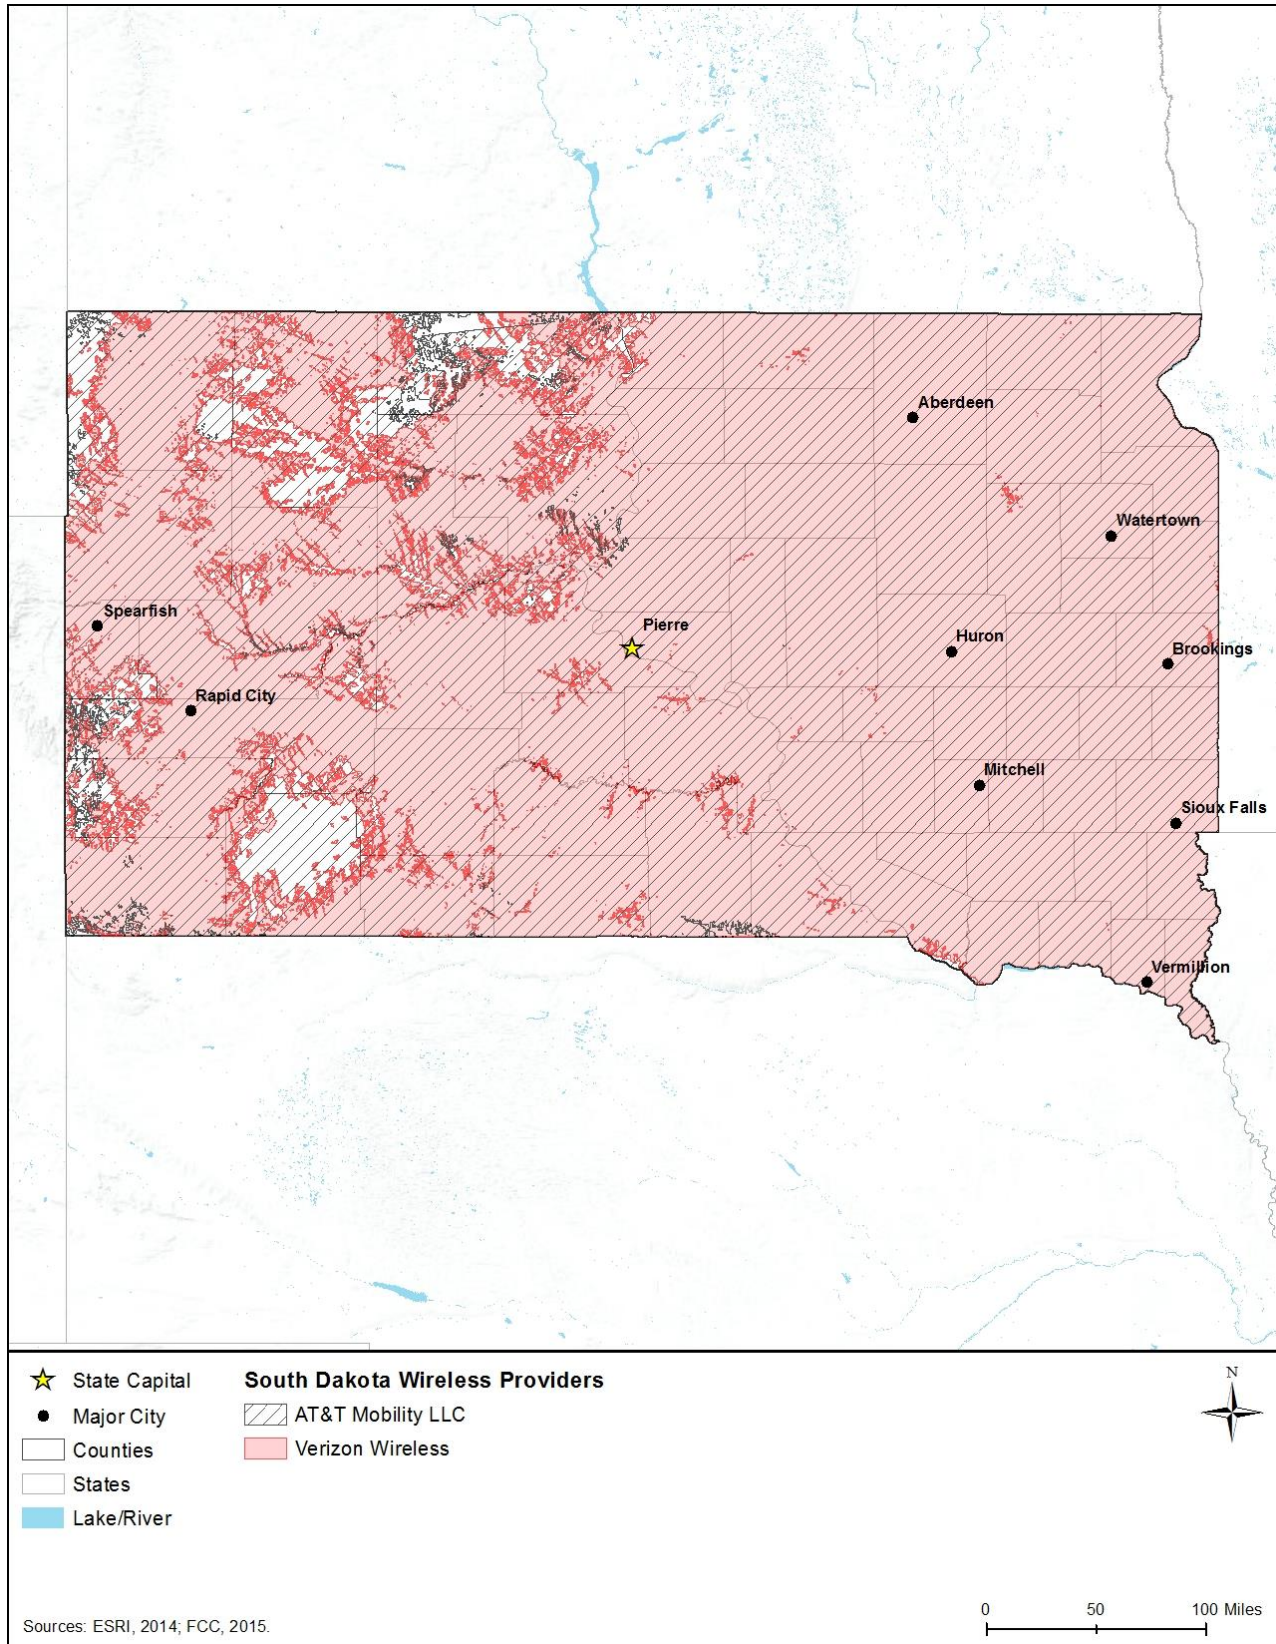 Aberdeen
Watertown
Spearfish
Pierre
Huron
Brookings
Rapid City
Mitchell
Sioux Falls
Vermillion
State Capital
Major City
Counties
States
Lake/River
South Dakota Wireless Providers
AT&T Mobility LLC
Verizon Wireless
N
0 50 100 Miles
Sources: ESRI, 2014; FCC, 2015.